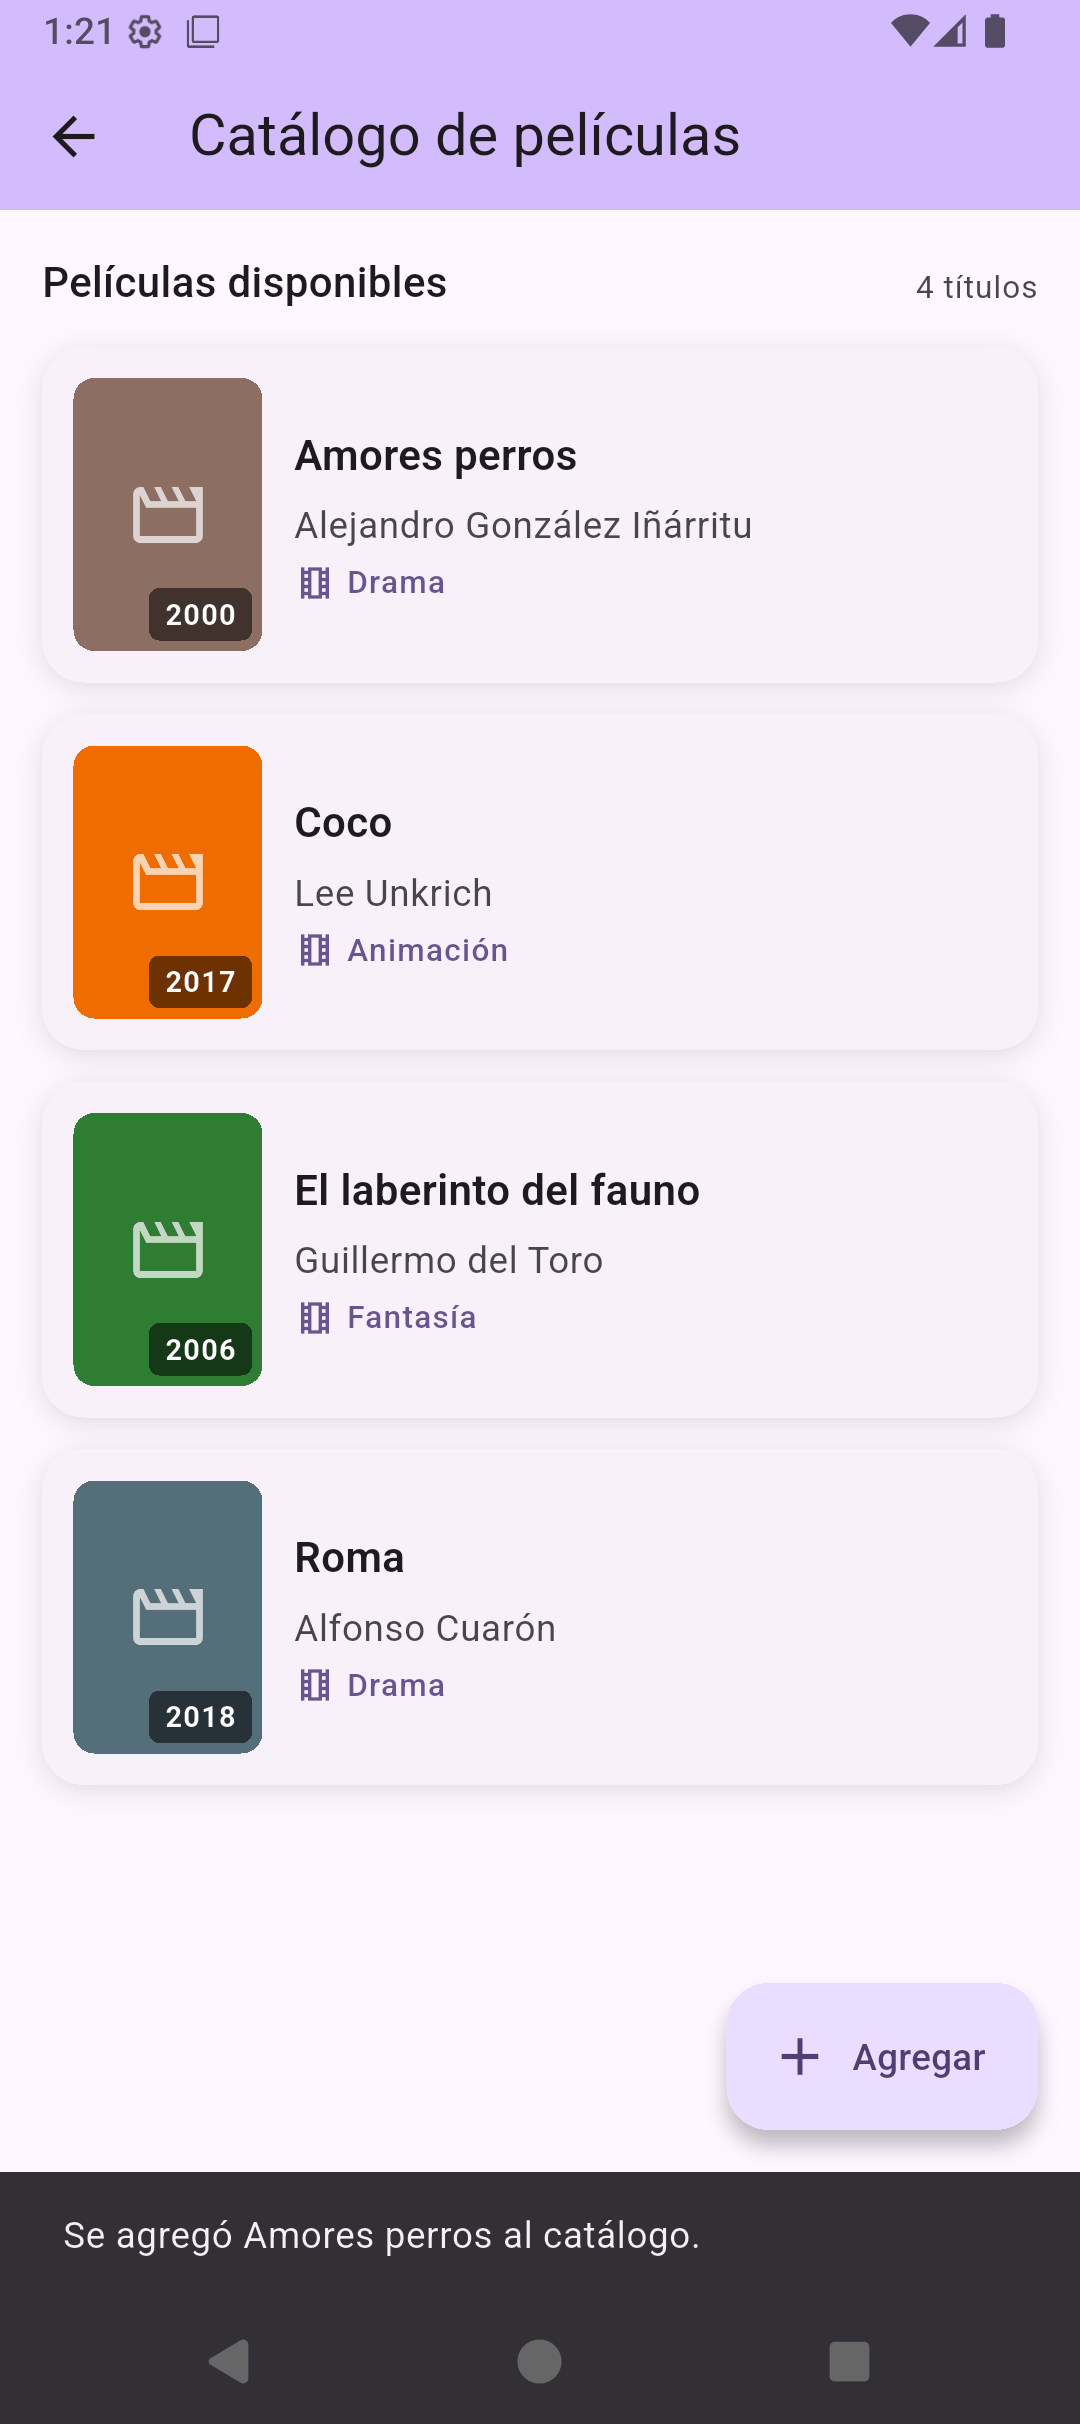 1:21
Catálogo de películas
Películas disponibles
4 títulos
Amores perros
Alejandro González Iñárritu
Drama
2000
Coco
Lee Unkrich
Animación
2017
El laberinto del fauno
Guillermo del Toro
Fantasía
2006
Roma
Alfonso Cuarón
Drama
2018
Agregar
Se agregó Amores perros al catálogo.